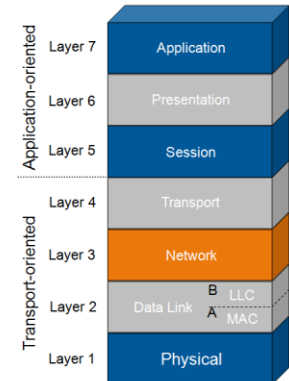 Application-oriented
Layer 7 Application
Layer 6 Presentation
Layer 5 Session
Transport-oriented
Layer 4 Transport
Layer 3 Network
Layer 2 Data Link B LLC
A MAC
Layer 1 Physical